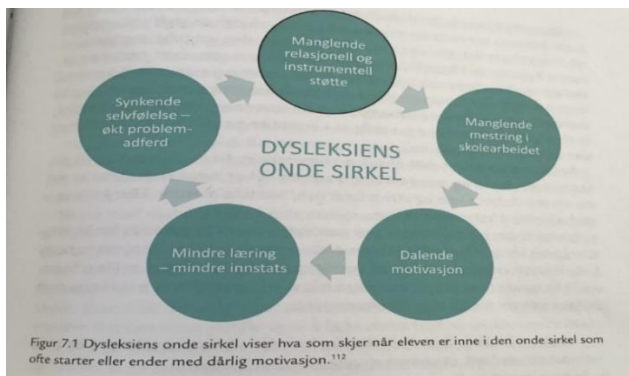 Manglende
relasjonell og
instrumentell
støtte
Manglende
mestring i
skolearbeidet
Dalende
motivasjon
Mindre læring
– mindre innstats
Synkende
selvfølelse –
økt problem-
adferd
DYSLEKSIENS
ONDE SIRKEL
Figur 7.1 Dysleksiens onde sirkel viser hva som skjer når eleven er inne i den onde sirkel som
ofte starter eller ender med dårlig motivasjon.¹¹²